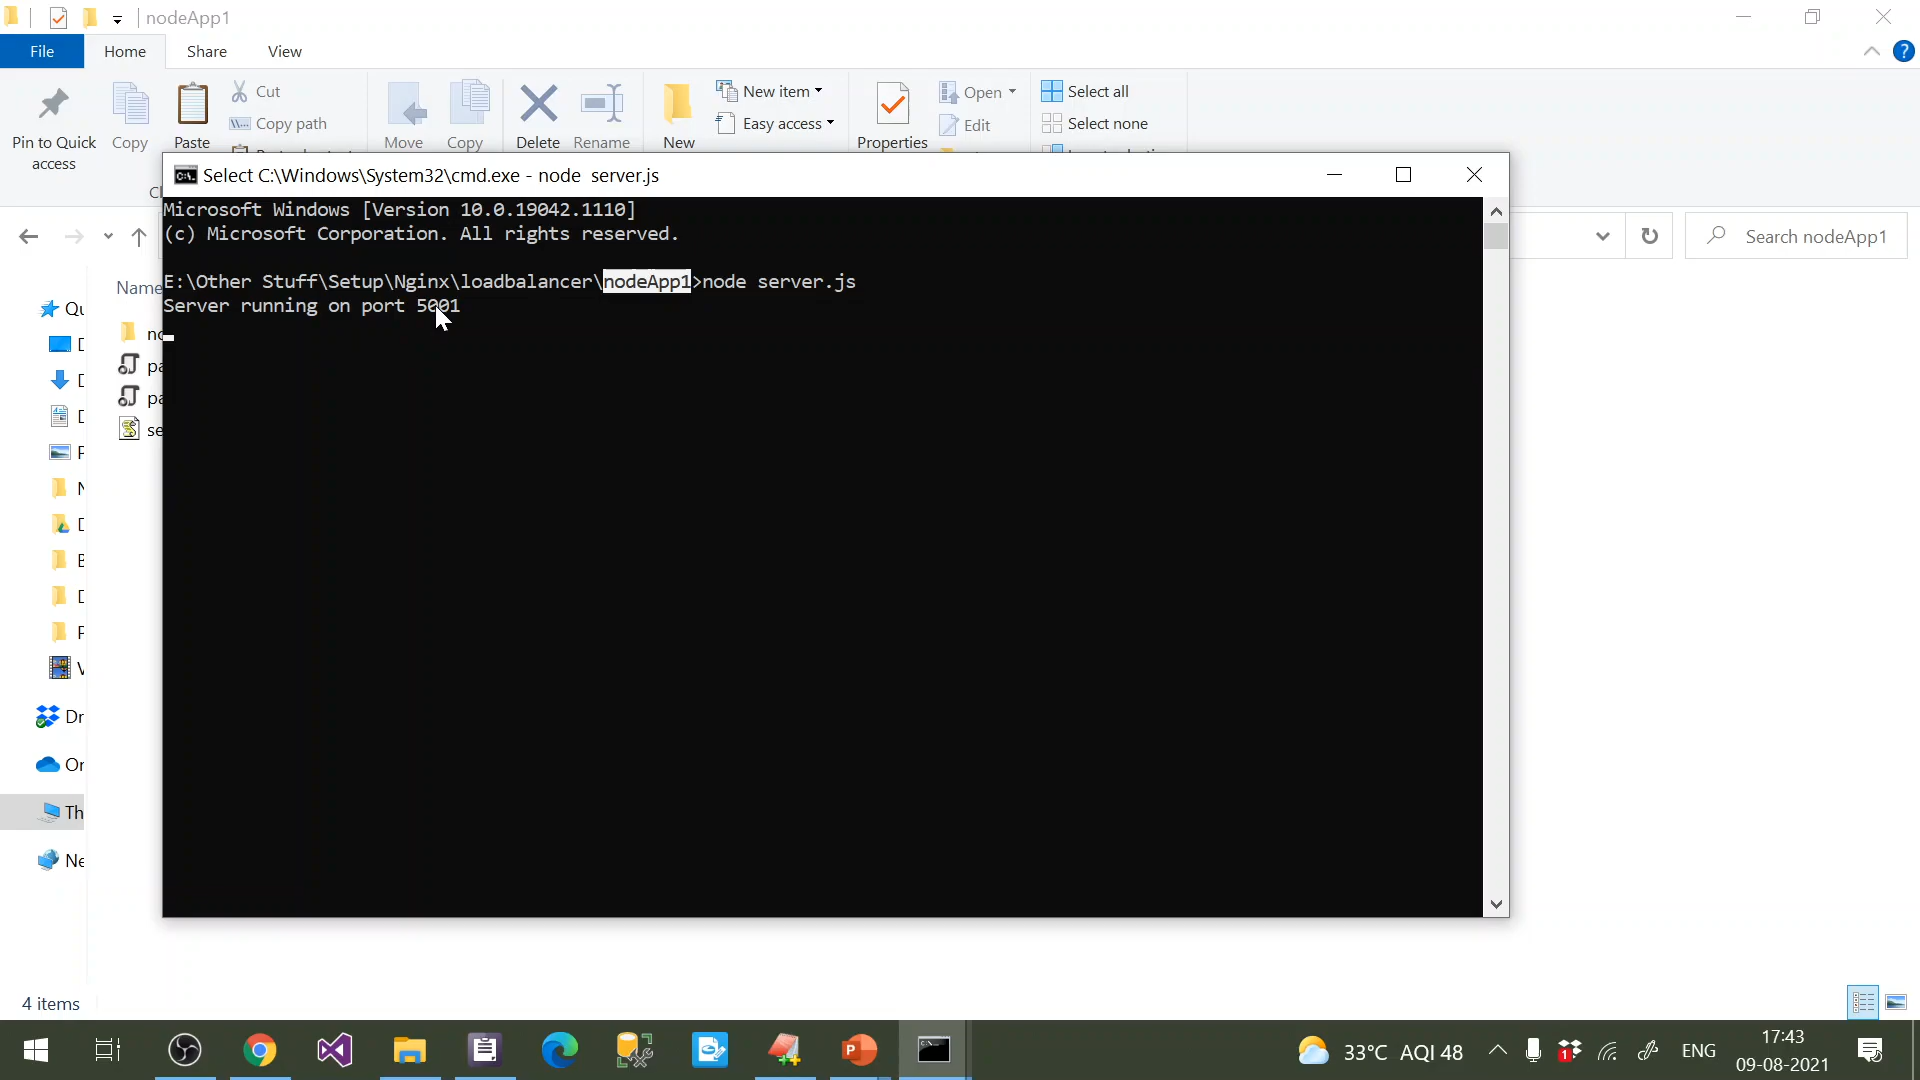 nodeApp1
File Home Share View
Pin to Quick access
Copy
Paste
Cut
Copy path
Move
Copy
Delete
Rename
New
New item
Easy access
Properties
Open
Edit
Select all
Select none
Select C:\Windows\System32\cmd.exe - node  server.js
Microsoft Windows [Version 10.0.19042.1110]
(c) Microsoft Corporation. All rights reserved.
E:\Other Stuff\Setup\Nginx\loadbalancer\nodeApp1>node server.js
Server running on port 5001
Search nodeApp1
Name
4 items
33°C AQI 48
ENG
17:43
09-08-2021